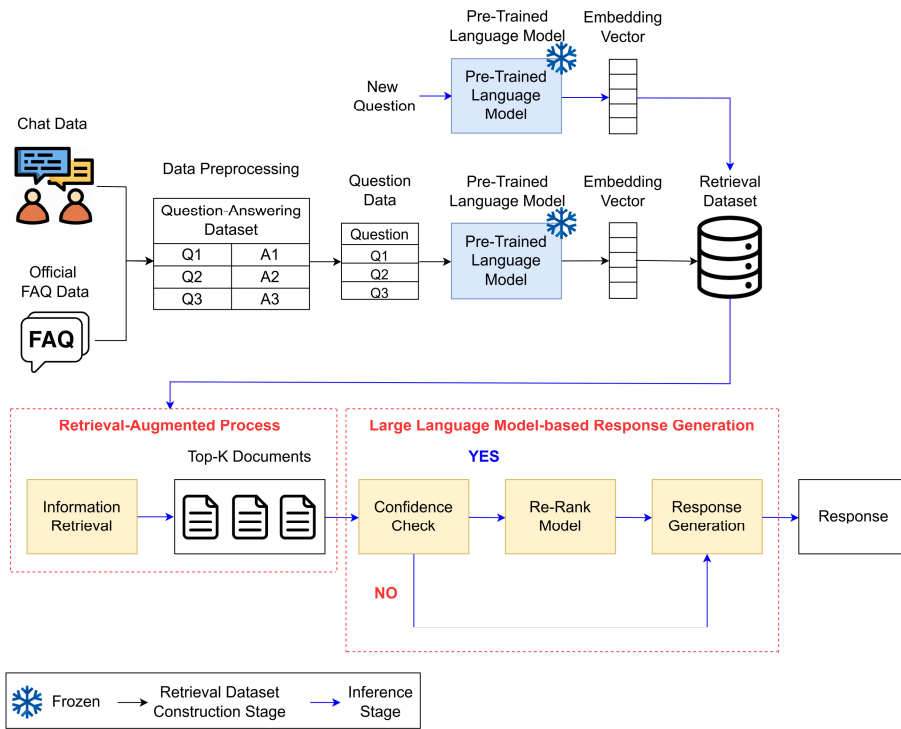 Pre-Trained
Language Model
Embedding
Vector
New
Question
Pre-Trained
Language
Model
Chat Data
Data Preprocessing
Question-Answering
Dataset
Q1 A1
Q2 A2
Q3 A3
Question
Data
Question
Q1
Q2
Q3
Pre-Trained
Language Model
Pre-Trained
Language
Model
Embedding
Vector
Retrieval
Dataset
Official
FAQ Data
FAQ
Retrieval-Augmented Process
Top-K Documents
Information
Retrieval
Large Language Model-based Response Generation
YES
Confidence
Check
Re-Rank
Model
Response
Generation
Response
NO
Frozen
Retrieval Dataset
Construction Stage
Inference
Stage